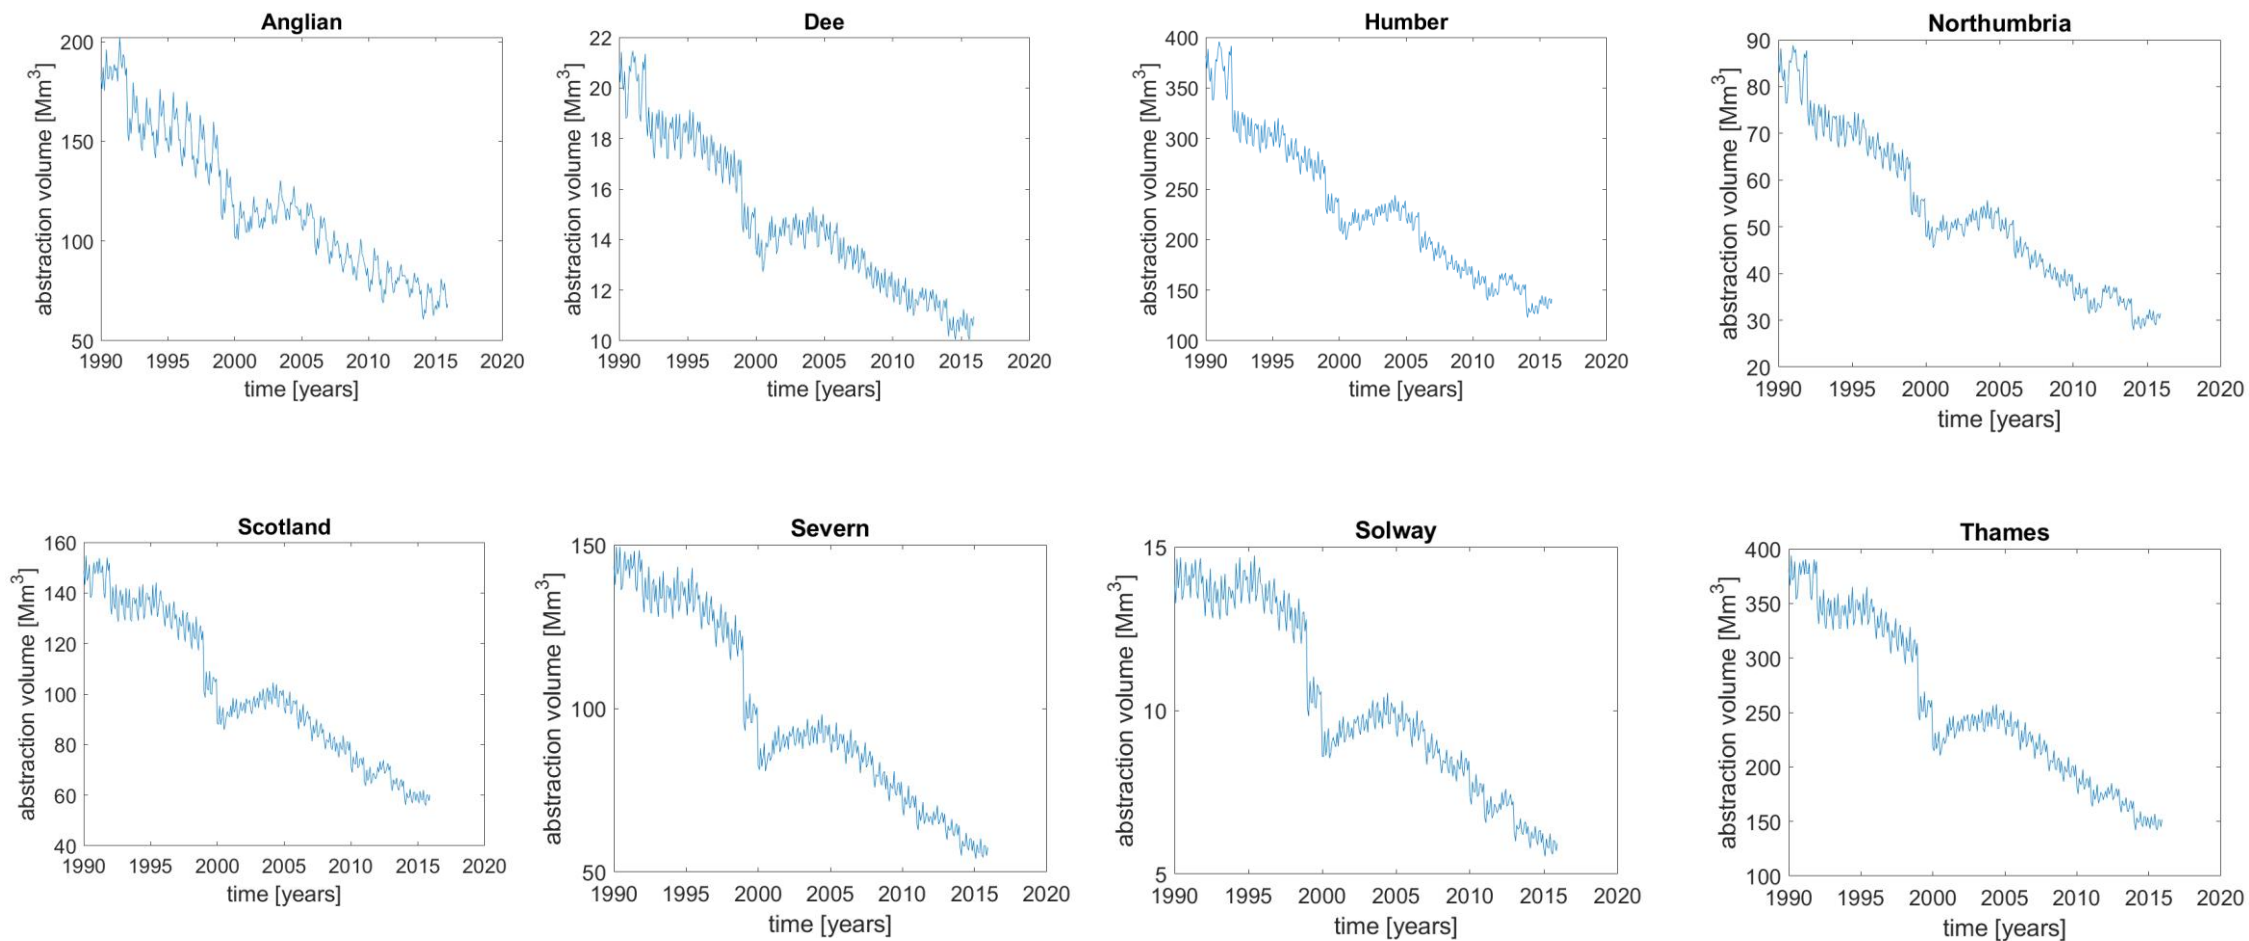 Anglian
abstraction volume [Mm³]
200
150
100
50
1990 1995 2000 2005 2010 2015 2020
time [years]
Dee
abstraction volume [Mm³]
22
20
18
16
14
12
10
1990 1995 2000 2005 2010 2015 2020
time [years]
Humber
abstraction volume [Mm³]
400
350
300
250
200
150
100
1990 1995 2000 2005 2010 2015 2020
time [years]
Northumbria
abstraction volume [Mm³]
90
80
70
60
50
40
30
20
1990 1995 2000 2005 2010 2015 2020
time [years]
Scotland
abstraction volume [Mm³]
160
140
120
100
80
60
40
1990 1995 2000 2005 2010 2015 2020
time [years]
Severn
abstraction volume [Mm³]
150
100
50
1990 1995 2000 2005 2010 2015 2020
time [years]
Solway
abstraction volume [Mm³]
15
10
5
1990 1995 2000 2005 2010 2015 2020
time [years]
Thames
abstraction volume [Mm³]
400
350
300
250
200
150
100
1990 1995 2000 2005 2010 2015 2020
time [years]